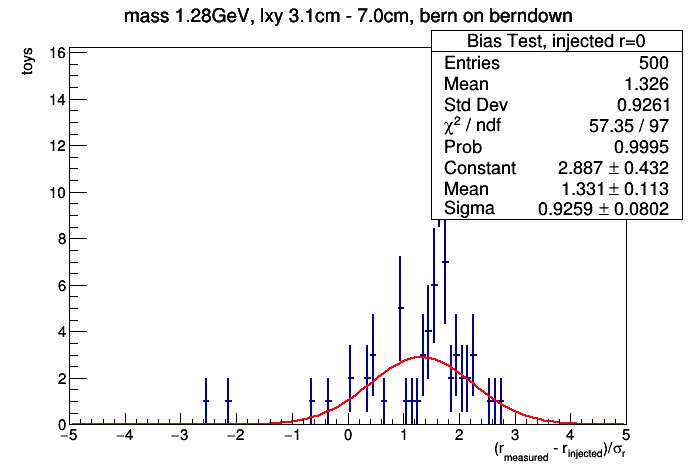 mass 1.28GeV, lxy 3.1cm - 7.0cm, bern on berndown
Bias Test, injected r=0
Entries 500
Mean 1.326
Std Dev 0.9261
χ² / ndf 57.35 / 97
Prob 0.9995
Constant 2.887 ± 0.432
Mean 1.331 ± 0.113
Sigma 0.9259 ± 0.0802
toys
16
14
12
10
8
6
4
2
0
−5 −4 −3 −2 −1 0 1 2 3 4 5
(r_measured - r_injected)/σ_r